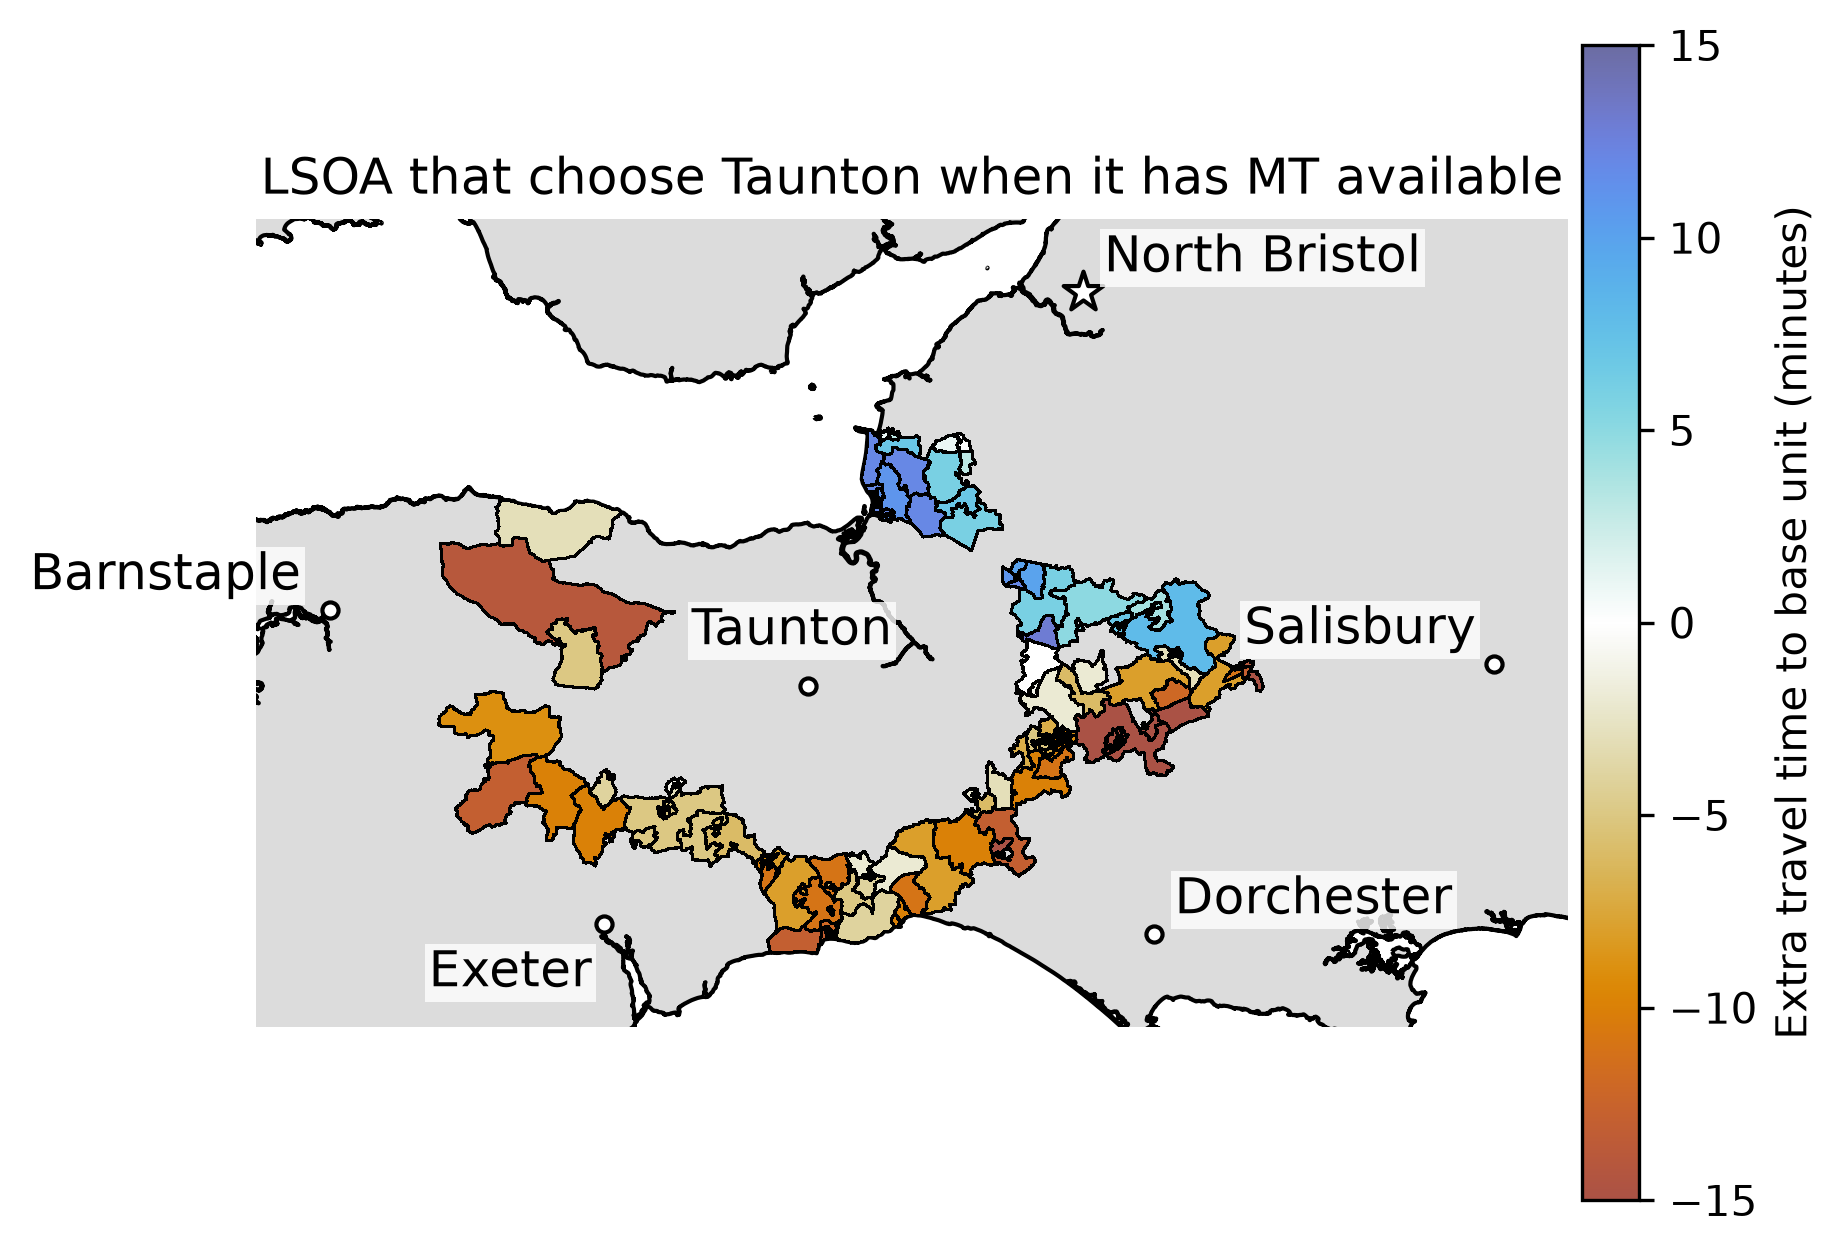 LSOA that choose Taunton when it has MT available
North Bristol
Barnstaple
Taunton
Salisbury
Dorchester
Exeter
15
10
5
0
−5
−10
−15
Extra travel time to base unit (minutes)